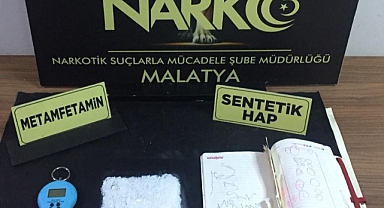 NARKO
NARKOTİK SUÇLARLA MÜCADELE ŞUBE MÜDÜRLÜĞÜ
MALATYA
METAMFETAMİN
SENTETİK
HAP